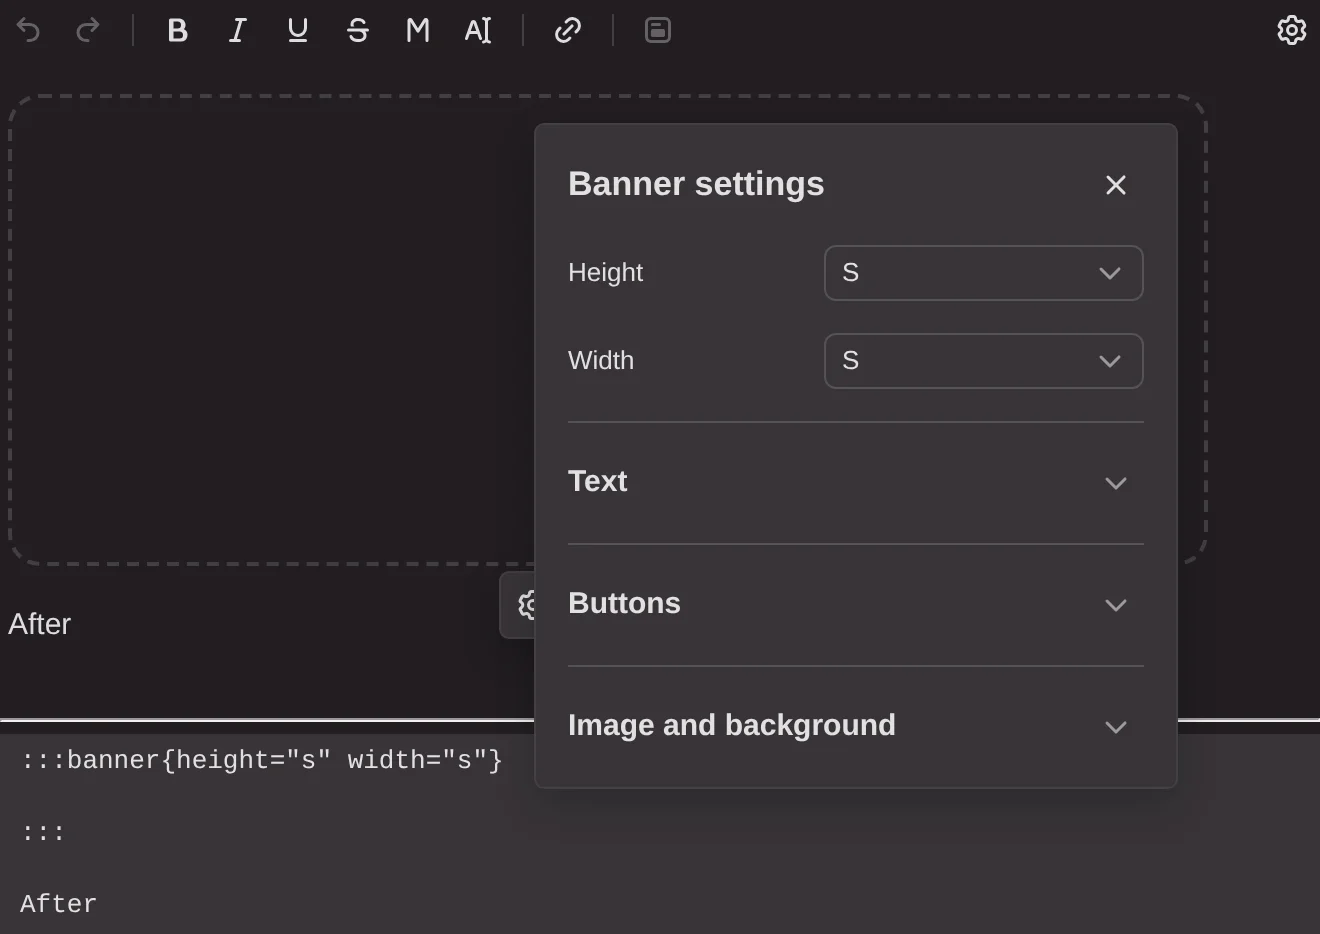 Banner settings
Height
S
Width
S
Text
Buttons
Image and background
After
:::banner{height="s" width="s"}
:::
After